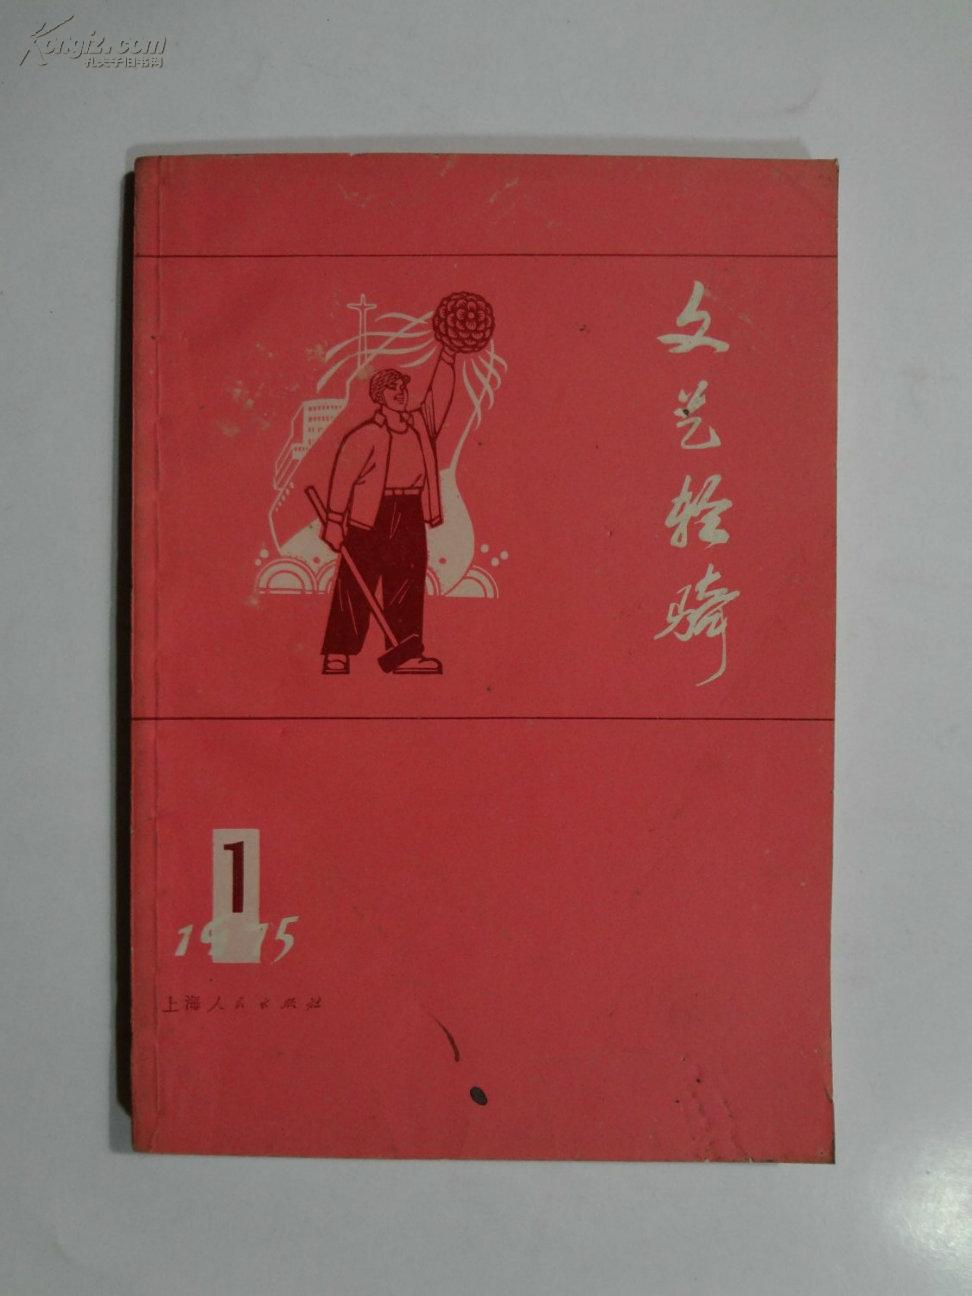 Kongfz.com
孔夫子旧书网
文艺轻骑
1
1975
上海人民出版社